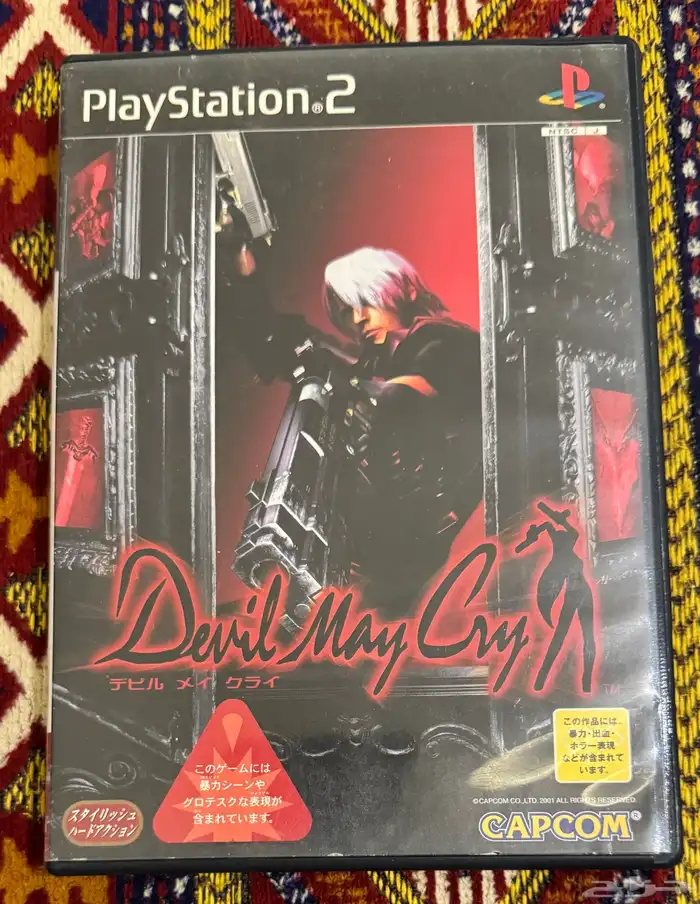 PlayStation®2
NTSC J
Devil May Cry
TM
デビル メイ クライ
このゲームには
暴力シーンや
グロテスクな表現が
含まれています。
この作品には、
暴力・出血・
ホラー表現
などが含まれて
います。
スタイリッシュ
ハードアクション
©CAPCOM CO.,LTD. 2001 ALL RIGHTS RESERVED.
CAPCOM®
حراج